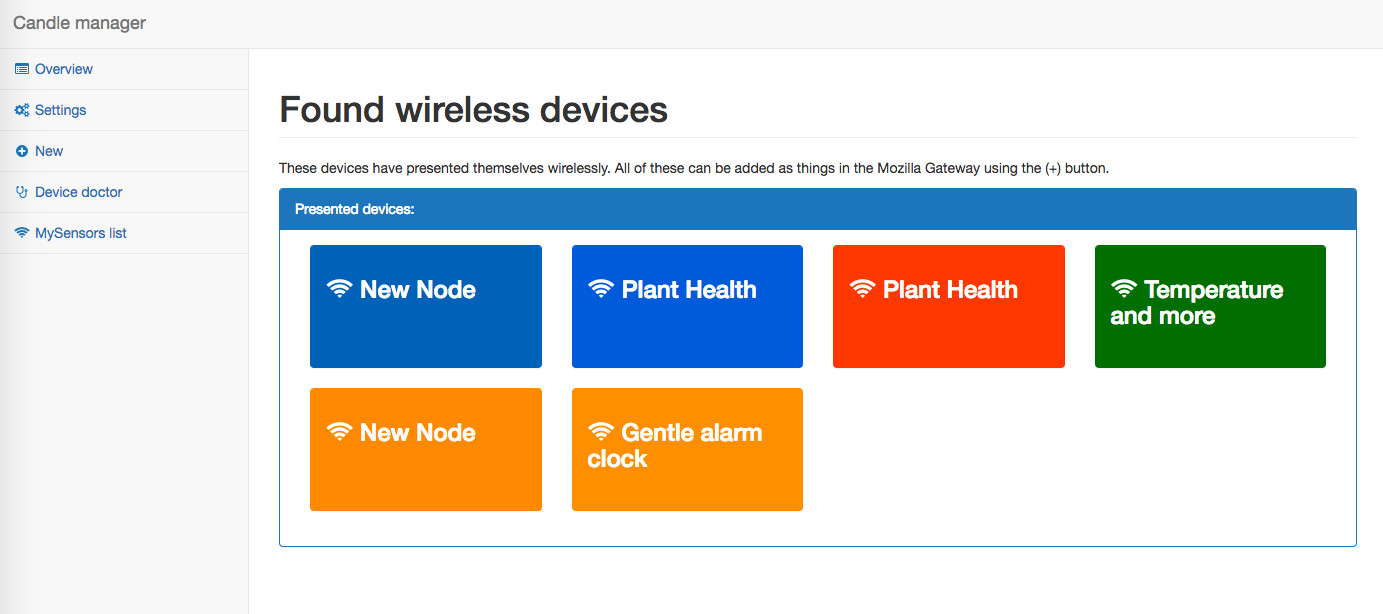 Candle manager
Overview
Settings
New
Device doctor
MySensors list
Found wireless devices
These devices have presented themselves wirelessly. All of these can be added as things in the Mozilla Gateway using the (+) button.
Presented devices:
New Node
Plant Health
Plant Health
Temperature
and more
New Node
Gentle alarm
clock